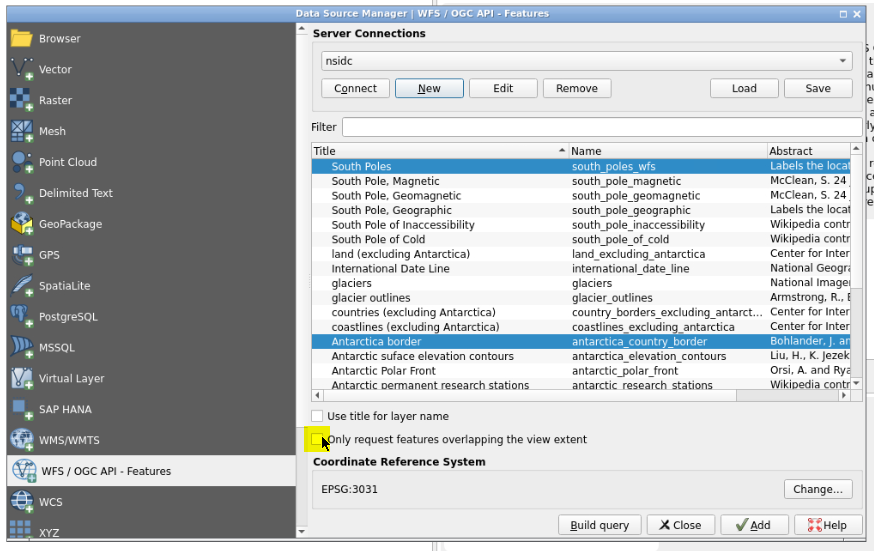 Data Source Manager | WFS / OGC API - Features
Browser
Vector
Raster
Mesh
Point Cloud
Delimited Text
GeoPackage
GPS
SpatiaLite
PostgreSQL
MSSQL
Virtual Layer
SAP HANA
WMS/WMTS
WFS / OGC API - Features
WCS
XYZ
Server Connections
nsidc
Connect New Edit Remove Load Save
Filter
Title Name Abstract
South Poles south_poles_wfs Labels the locat
South Pole, Magnetic south_pole_magnetic McClean, S. 24
South Pole, Geomagnetic south_pole_geomagnetic McClean, S. 24
South Pole, Geographic south_pole_geographic Labels the locat
South Pole of Inaccessibility south_pole_inaccessibility Wikipedia contr
South Pole of Cold south_pole_of_cold Wikipedia contr
land (excluding Antarctica) land_excluding_antarctica Center for Inter
International Date Line international_date_line National Geogra
glaciers glaciers National Imager
glacier outlines glacier_outlines Armstrong, R., B
countries (excluding Antarctica) country_borders_excluding_antarct... Center for Inter
coastlines (excluding Antarctica) coastlines_excluding_antarctica Center for Inter
Antarctica border antarctica_country_border Bohlander, J. an
Antarctic suface elevation contours antarctica_elevation_contours Liu, H., K. Jezek
Antarctic Polar Front antarctic_polar_front Orsi, A. and Rya
Antarctic permanent research stations antarctic_research_stations Wikipedia contr
Use title for layer name
Only request features overlapping the view extent
Coordinate Reference System
EPSG:3031 Change...
Build query Close Add Help